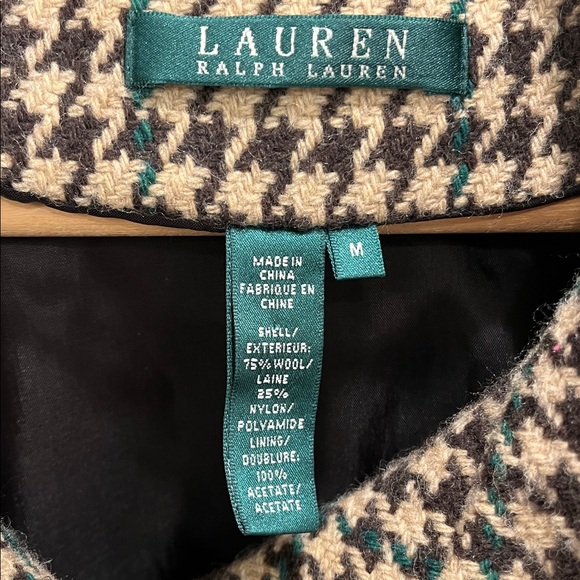 LAUREN
RALPH LAUREN
M
MADE IN
CHINA
FABRIQUE EN
CHINE
SHELL/
EXTERIEUR:
75% WOOL/
LAINE
25%
NYLON/
POLYAMIDE
LINING/
DOUBLURE:
100%
ACETATE/
ACETATE